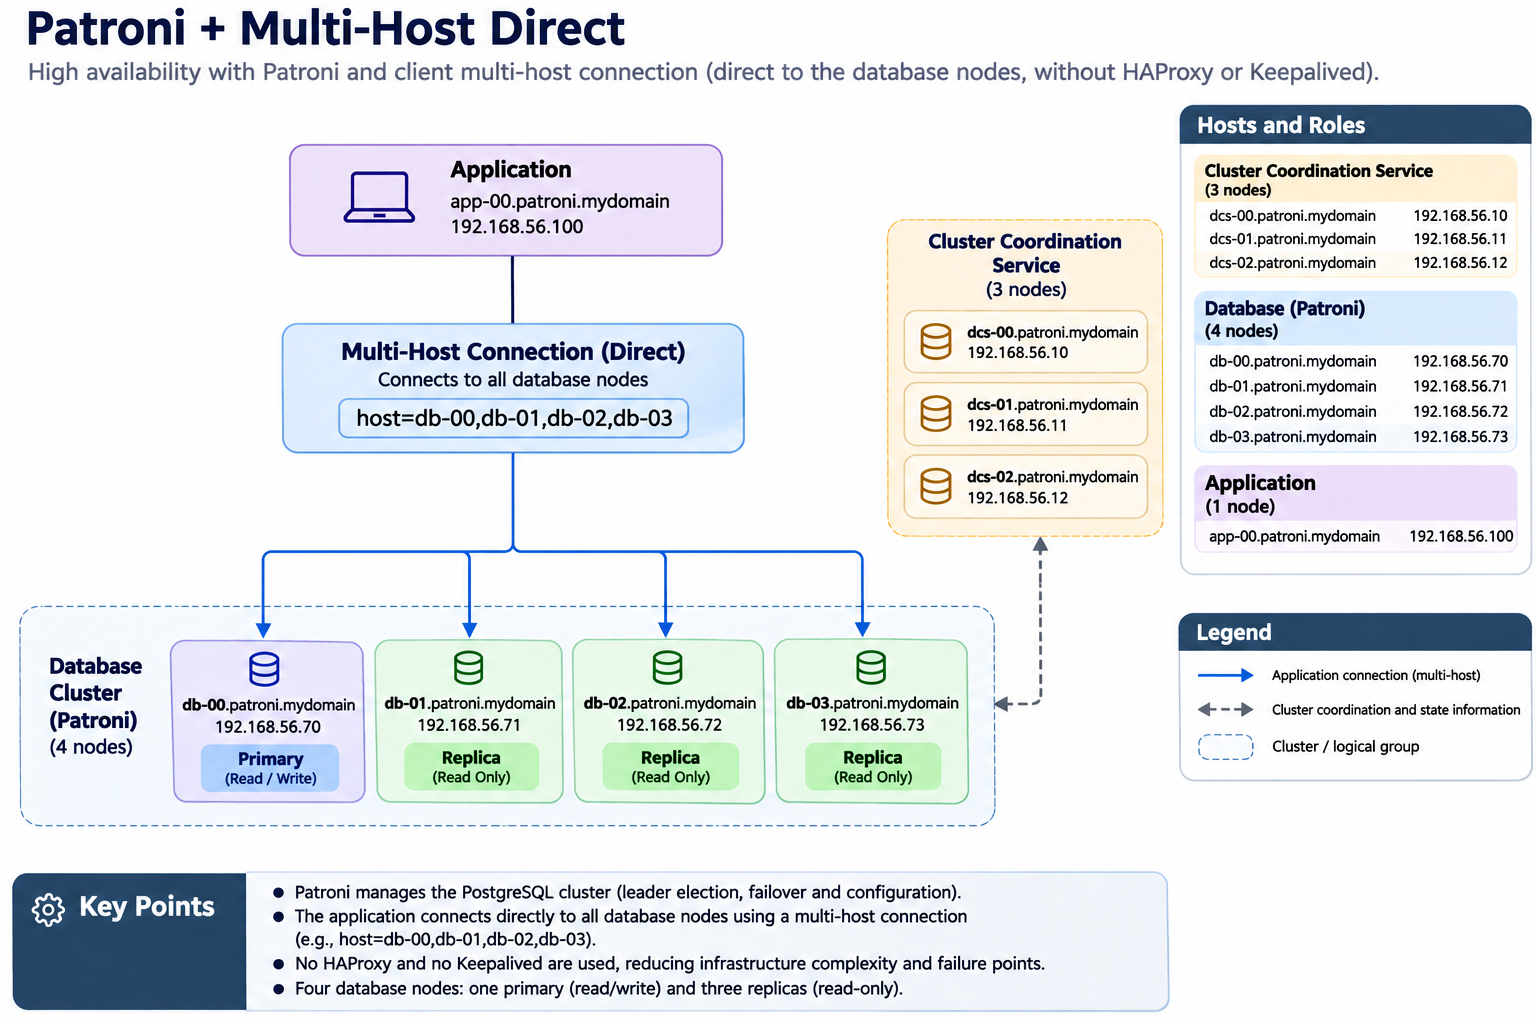 Patroni + Multi-Host Direct
High availability with Patroni and client multi-host connection (direct to the database nodes, without HAProxy or Keepalived).
Application
app-00.patroni.mydomain
192.168.56.100
Multi-Host Connection (Direct)
Connects to all database nodes
host=db-00,db-01,db-02,db-03
Cluster Coordination
Service
(3 nodes)
dcs-00.patroni.mydomain
192.168.56.10
dcs-01.patroni.mydomain
192.168.56.11
dcs-02.patroni.mydomain
192.168.56.12
Database
Cluster
(Patroni)
(4 nodes)
db-00.patroni.mydomain
192.168.56.70
Primary
(Read / Write)
db-01.patroni.mydomain
192.168.56.71
Replica
(Read Only)
db-02.patroni.mydomain
192.168.56.72
Replica
(Read Only)
db-03.patroni.mydomain
192.168.56.73
Replica
(Read Only)
Hosts and Roles
Cluster Coordination Service
(3 nodes)
dcs-00.patroni.mydomain 192.168.56.10
dcs-01.patroni.mydomain 192.168.56.11
dcs-02.patroni.mydomain 192.168.56.12
Database (Patroni)
(4 nodes)
db-00.patroni.mydomain 192.168.56.70
db-01.patroni.mydomain 192.168.56.71
db-02.patroni.mydomain 192.168.56.72
db-03.patroni.mydomain 192.168.56.73
Application
(1 node)
app-00.patroni.mydomain 192.168.56.100
Legend
Application connection (multi-host)
Cluster coordination and state information
Cluster / logical group
Key Points
● Patroni manages the PostgreSQL cluster (leader election, failover and configuration).
● The application connects directly to all database nodes using a multi-host connection
(e.g., host=db-00,db-01,db-02,db-03).
● No HAProxy and no Keepalived are used, reducing infrastructure complexity and failure points.
● Four database nodes: one primary (read/write) and three replicas (read-only).